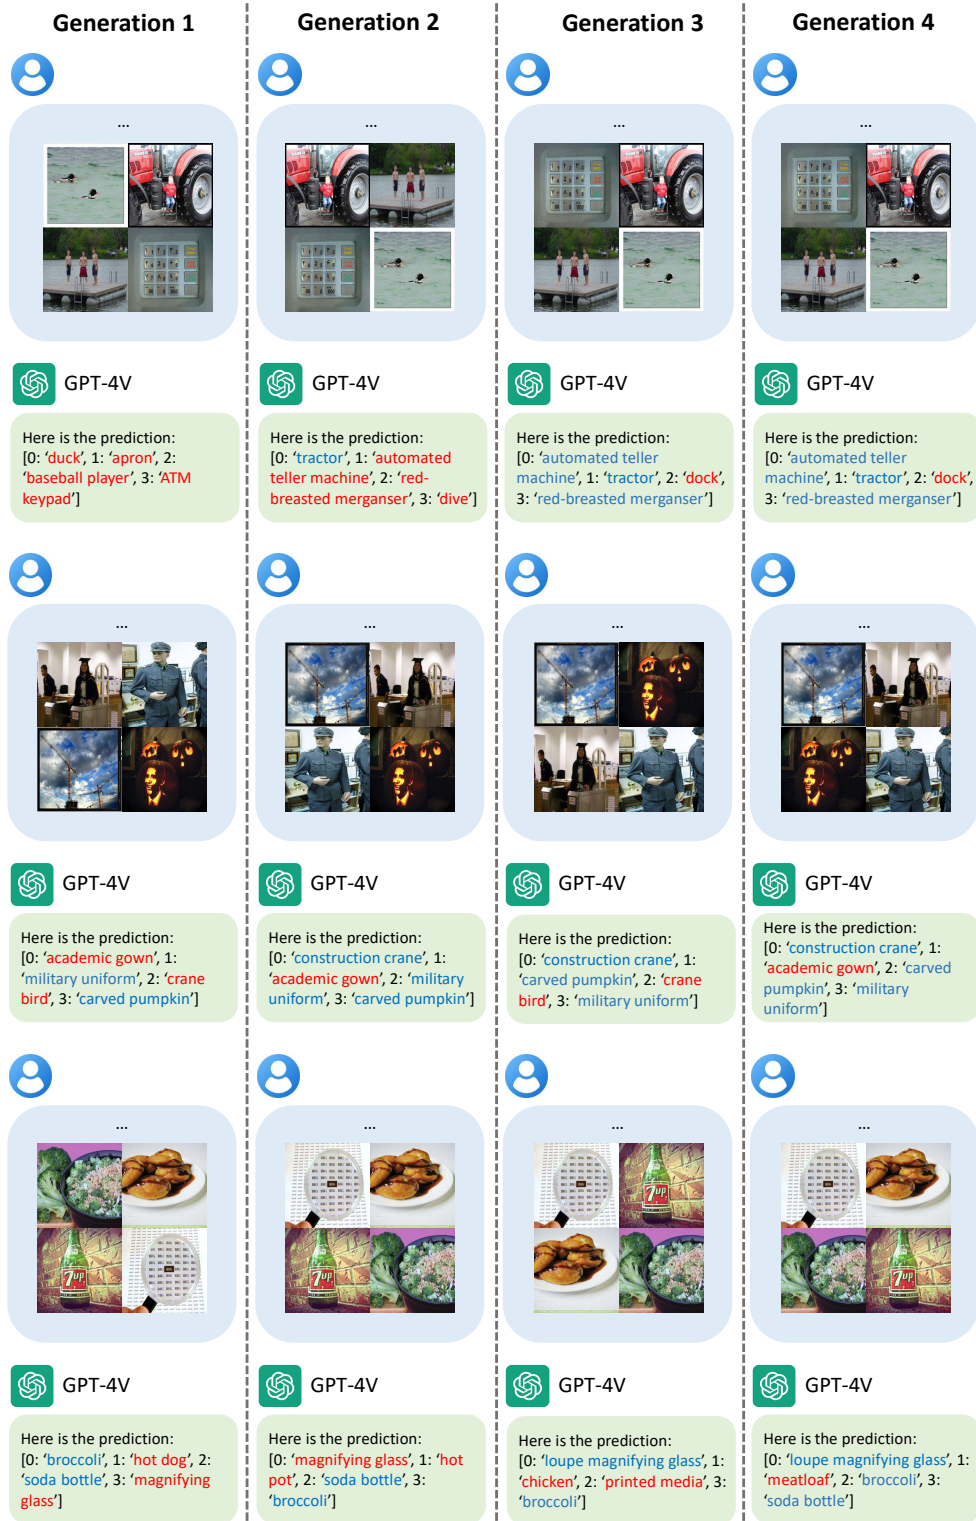 Generation 1
Generation 2
Generation 3
Generation 4
...
...
...
...
GPT-4V
GPT-4V
GPT-4V
GPT-4V
Here is the prediction:
[0: ‘duck’, 1: ‘apron’, 2:
‘baseball player’, 3: ‘ATM
keypad’]
Here is the prediction:
[0: ‘tractor’, 1: ‘automated
teller machine’, 2: ‘red-
breasted merganser’, 3: ‘dive’]
Here is the prediction:
[0: ‘automated teller
machine’, 1: ‘tractor’, 2: ‘dock’,
3: ‘red-breasted merganser’]
Here is the prediction:
[0: ‘automated teller
machine’, 1: ‘tractor’, 2: ‘dock’,
3: ‘red-breasted merganser’]
...
...
...
...
GPT-4V
GPT-4V
GPT-4V
GPT-4V
Here is the prediction:
[0: ‘academic gown’, 1:
‘military uniform’, 2: ‘crane
bird’, 3: ‘carved pumpkin’]
Here is the prediction:
[0: ‘construction crane’, 1:
‘academic gown’, 2: ‘military
uniform’, 3: ‘carved pumpkin’]
Here is the prediction:
[0: ‘construction crane’, 1:
‘carved pumpkin’, 2: ‘crane
bird’, 3: ‘military uniform’]
Here is the prediction:
[0: ‘construction crane’, 1:
‘academic gown’, 2: ‘carved
pumpkin’, 3: ‘military
uniform’]
...
...
...
...
7up
7up
7up
7up
GPT-4V
GPT-4V
GPT-4V
GPT-4V
Here is the prediction:
[0: ‘broccoli’, 1: ‘hot dog’, 2:
‘soda bottle’, 3: ‘magnifying
glass’]
Here is the prediction:
[0: ‘magnifying glass’, 1: ‘hot
pot’, 2: ‘soda bottle’, 3:
‘broccoli’]
Here is the prediction:
[0: ‘loupe magnifying glass’, 1:
‘chicken’, 2: ‘printed media’, 3:
‘broccoli’]
Here is the prediction:
[0: ‘loupe magnifying glass’, 1:
‘meatloaf’, 2: ‘broccoli’, 3:
‘soda bottle’]